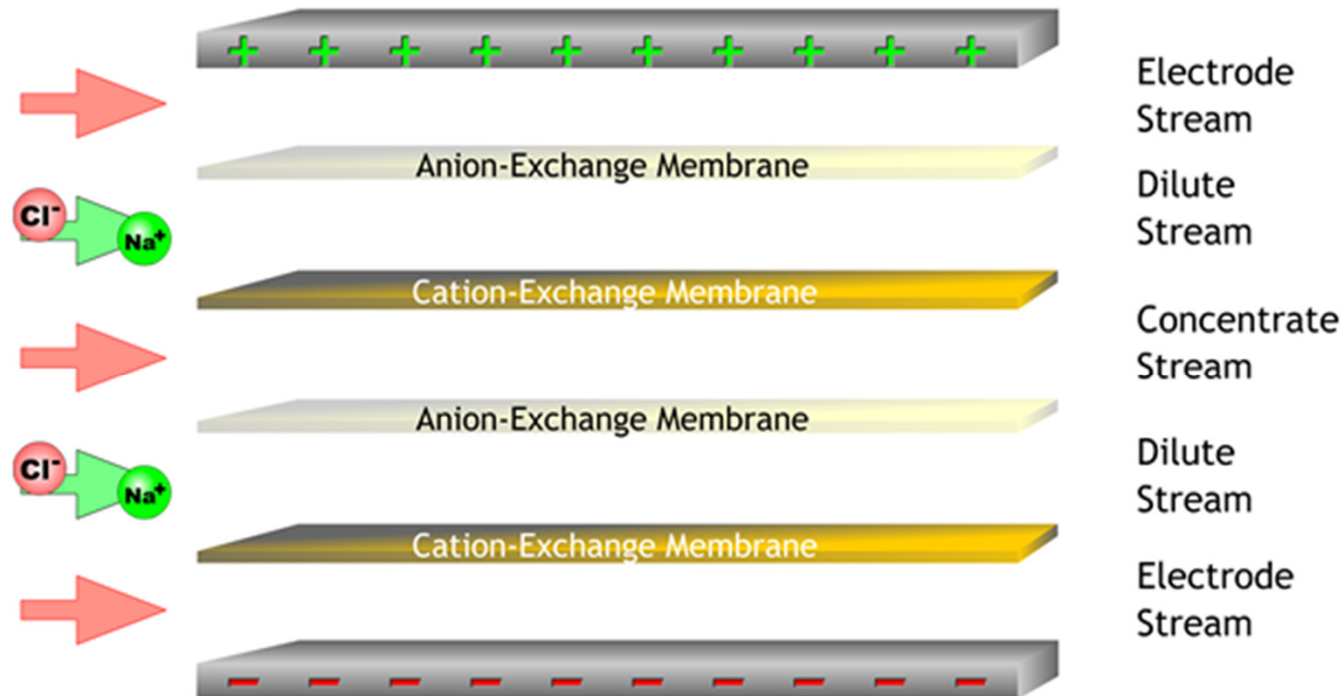 + + + + + + + + + +
Electrode
Stream
Anion-Exchange Membrane
Dilute
Stream
Cl-
Na+
Cation-Exchange Membrane
Concentrate
Stream
Anion-Exchange Membrane
Dilute
Stream
Cl-
Na+
Cation-Exchange Membrane
Electrode
Stream
- - - - - - - - - -